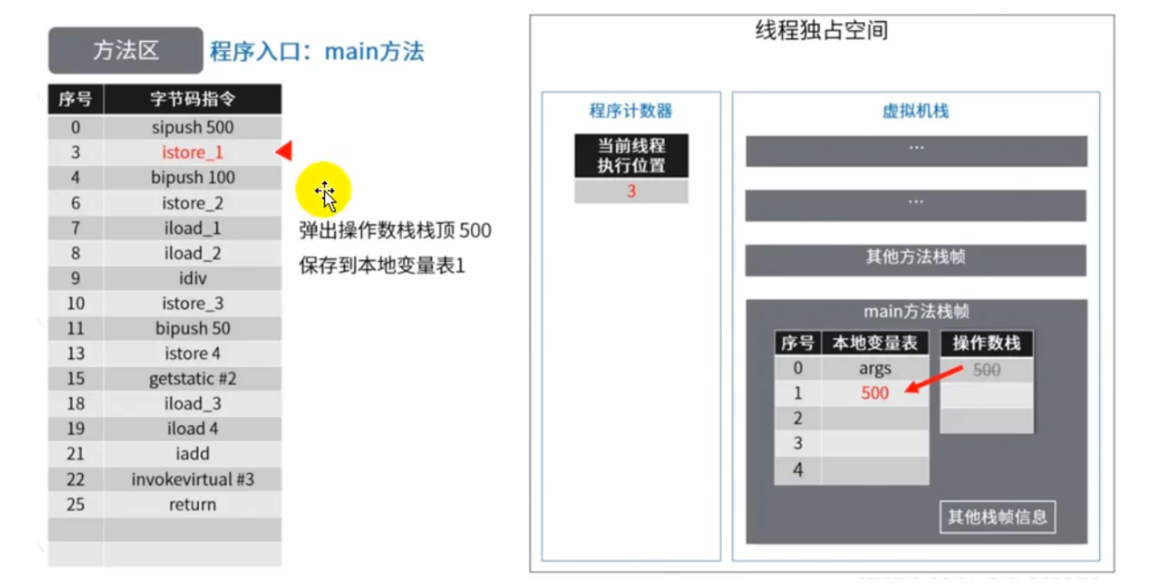 方法区 程序入口：main方法
序号 字节码指令
0 sipush 500
3 istore_1
4 bipush 100
6 istore_2
7 iload_1
8 iload_2
9 idiv
10 istore_3
11 bipush 50
13 istore 4
15 getstatic #2
18 iload_3
19 iload 4
21 iadd
22 invokevirtual #3
25 return
弹出操作数栈栈顶 500
保存到本地变量表1
线程独占空间
程序计数器
当前线程
执行位置
3
虚拟机栈
...
...
其他方法栈帧
main方法栈帧
序号 本地变量表 操作数栈
0 args 500
1 500
2
3
4
其他栈帧信息